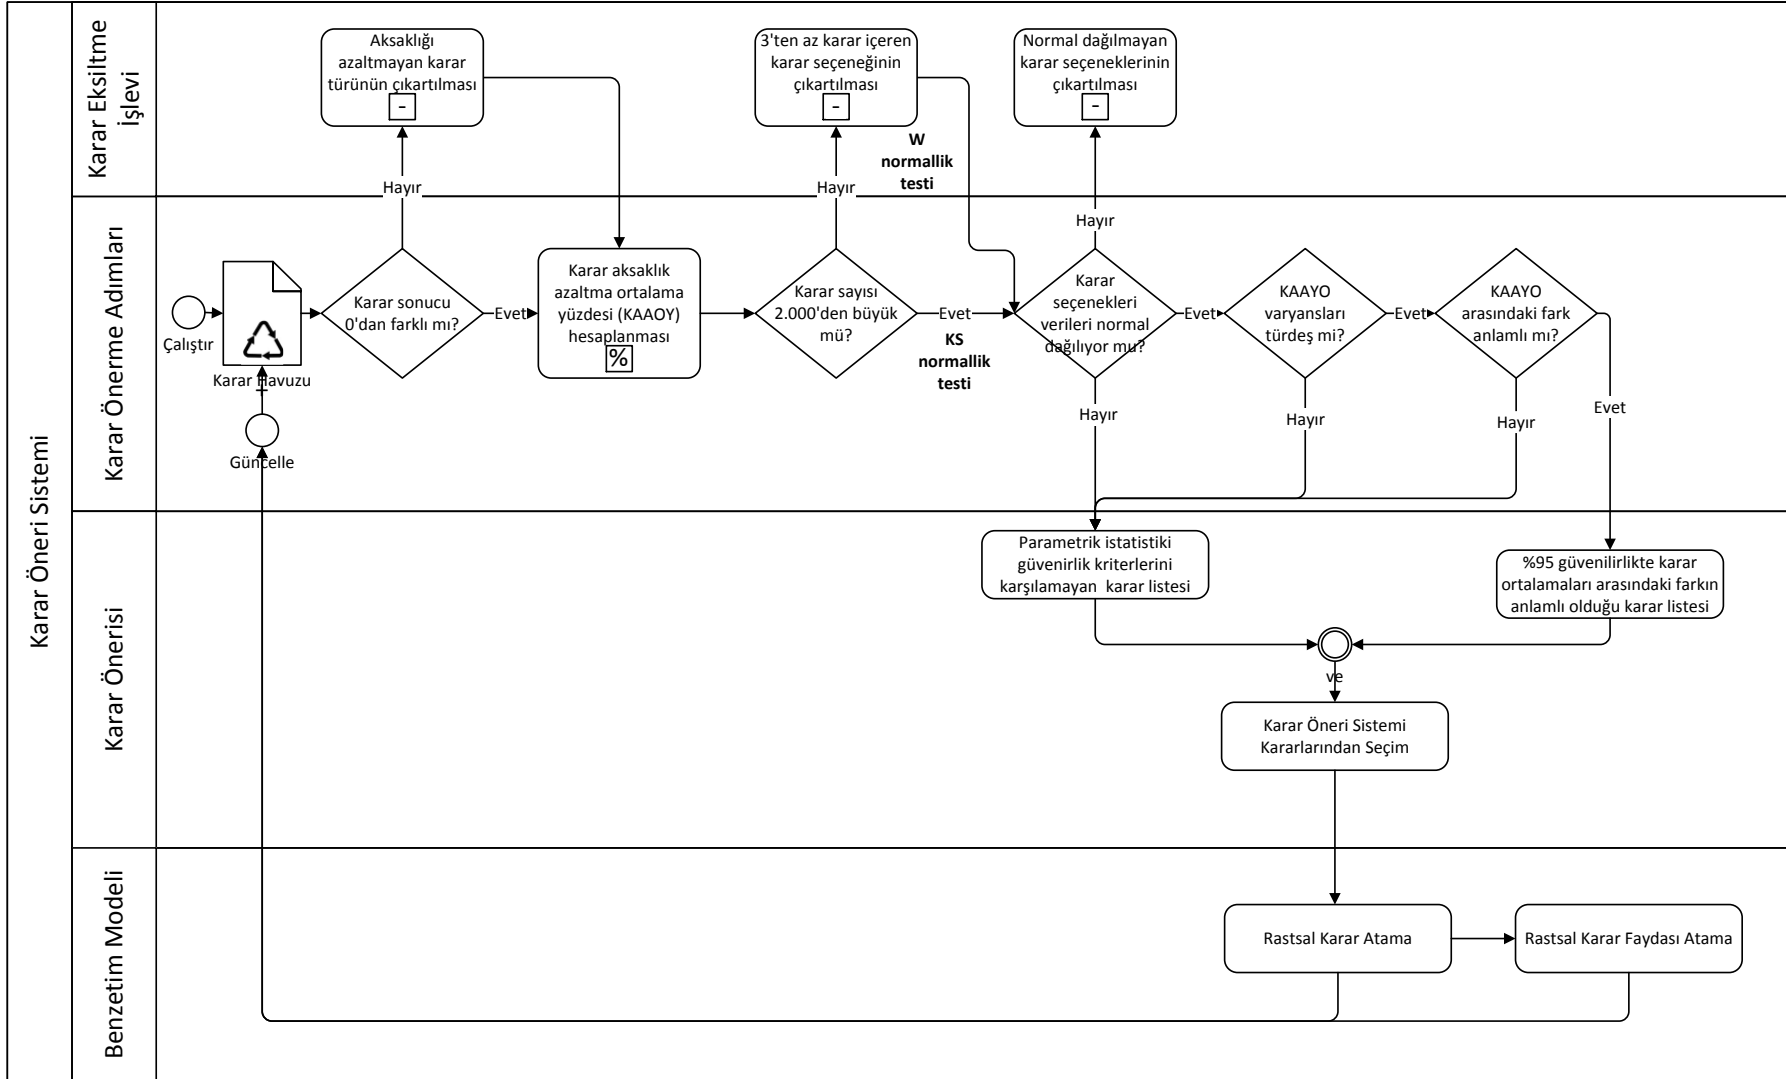 Karar Öneri Sistemi
Karar Eksiltme
İşlevi
Aksaklığı
azaltmayan karar
türünün çıkartılması
-
3'ten az karar içeren
karar seçeneğinin
çıkartılması
-
Normal dağılmayan
karar seçeneklerinin
çıkartılması
-
W
normallik
testi
Hayır
Hayır
Karar Önerme Adımları
Hayır
Çalıştır
Karar Havuzu
Güncelle
Karar sonucu
0'dan farklı mı?
Evet
Karar aksaklık
azaltma ortalama
yüzdesi (KAAOY)
hesaplanması
%
Karar sayısı
2.000'den büyük
mü?
Evet
KS
normallik
testi
Karar
seçenekleri
verileri normal
dağılıyor mu?
Evet
KAAYO
varyansları
türdeş mi?
Evet
KAAYO
arasındaki fark
anlamlı mı?
Hayır
Hayır
Hayır
Evet
Karar Önerisi
Parametrik istatistiki
güvenirlik kriterlerini
karşılamayan karar listesi
%95 güvenilirlikte karar
ortalamaları arasındaki farkın
anlamlı olduğu karar listesi
ve
Karar Öneri Sistemi
Kararlarından Seçim
Benzetim Modeli
Rastsal Karar Atama
Rastsal Karar Faydası Atama